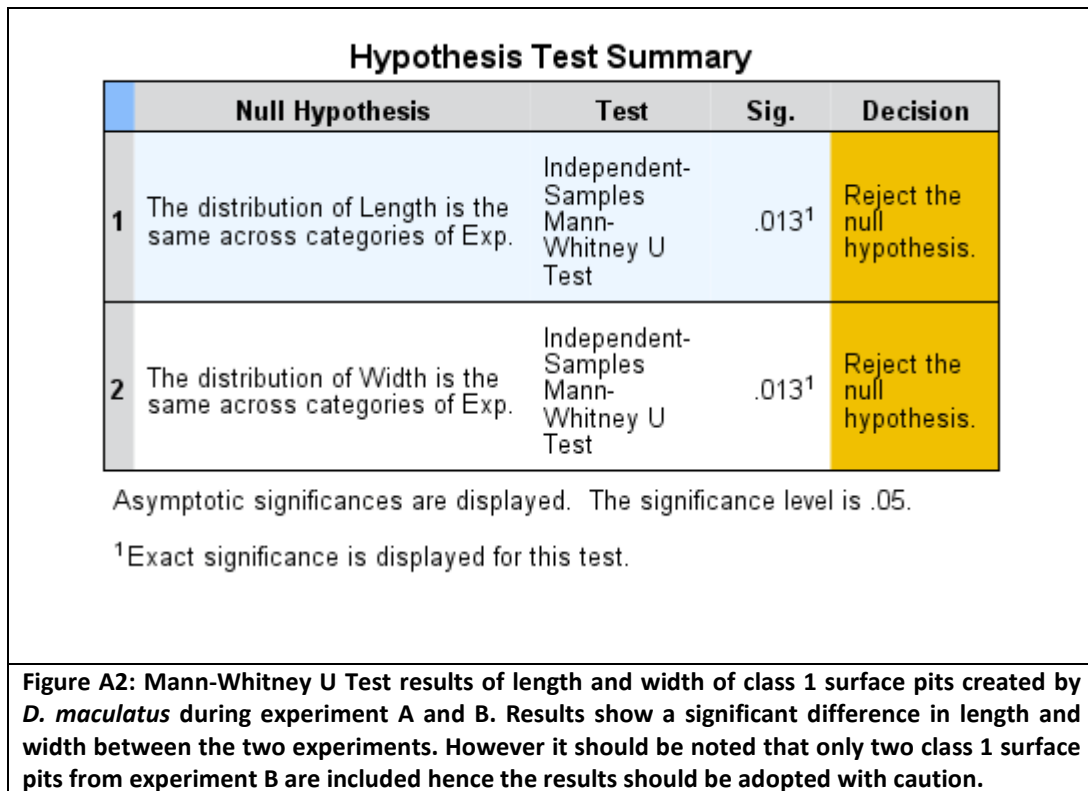 Hypothesis Test Summary
Null Hypothesis Test Sig. Decision
1 The distribution of Length is the same across categories of Exp. Independent-Samples Mann-Whitney U Test .013¹ Reject the null hypothesis.
2 The distribution of Width is the same across categories of Exp. Independent-Samples Mann-Whitney U Test .013¹ Reject the null hypothesis.
Asymptotic significances are displayed. The significance level is .05.
¹Exact significance is displayed for this test.
Figure A2: Mann-Whitney U Test results of length and width of class 1 surface pits created by
D. maculatus during experiment A and B. Results show a significant difference in length and
width between the two experiments. However it should be noted that only two class 1 surface
pits from experiment B are included hence the results should be adopted with caution.